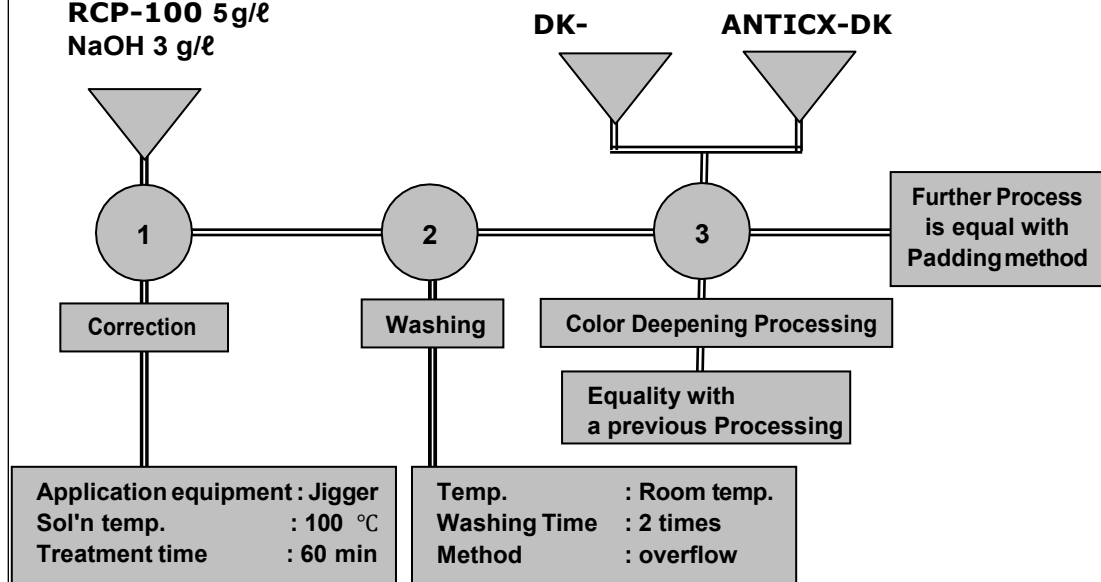 RCP-100 5g/ℓ
NaOH 3 g/ℓ
DK-
ANTICX-DK
1
2
3
Further Process
is equal with
Padding method
Correction
Washing
Color Deepening Processing
Equality with
a previous Processing
Application equipment : Jigger
Sol'n temp. : 100 ℃
Treatment time : 60 min
Temp. : Room temp.
Washing Time : 2 times
Method : overflow